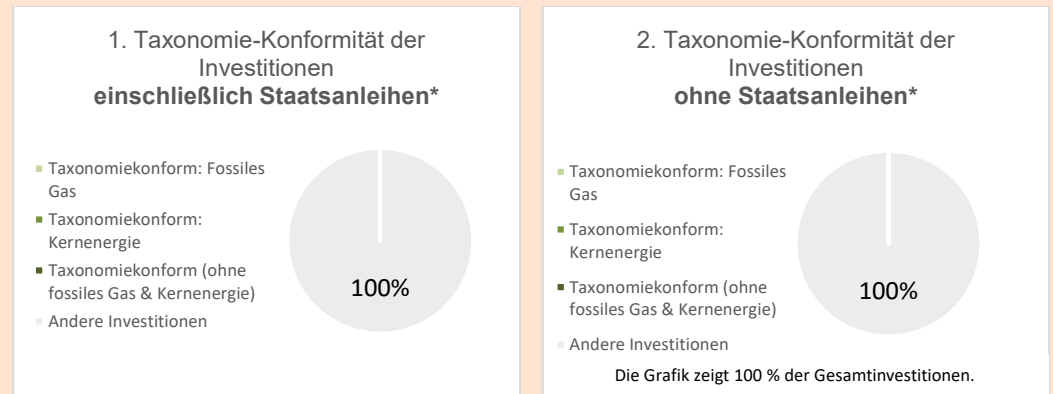 1. Taxonomie-Konformität der
Investitionen
einschließlich Staatsanleihen*
Taxonomiekonform: Fossiles
Gas
Taxonomiekonform:
Kernenergie
Taxonomiekonform (ohne
fossiles Gas & Kernenergie)
Andere Investitionen
100%
2. Taxonomie-Konformität der
Investitionen
ohne Staatsanleihen*
Taxonomiekonform: Fossiles
Gas
Taxonomiekonform:
Kernenergie
Taxonomiekonform (ohne
fossiles Gas & Kernenergie)
Andere Investitionen
100%
Die Grafik zeigt 100 % der Gesamtinvestitionen.